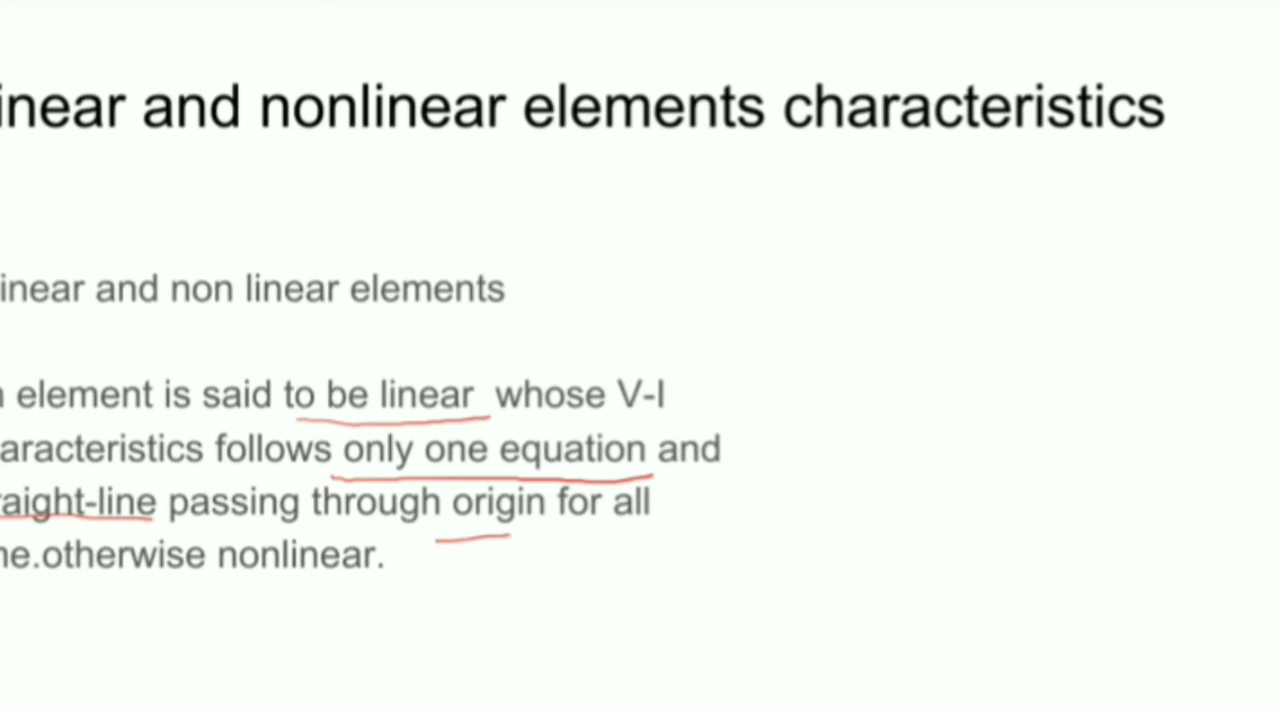 inear and nonlinear elements characteristics
inear and non linear elements
element is said to be linear whose V-I
aracteristics follows only one equation and
aight-line passing through origin for all
ne.otherwise nonlinear.